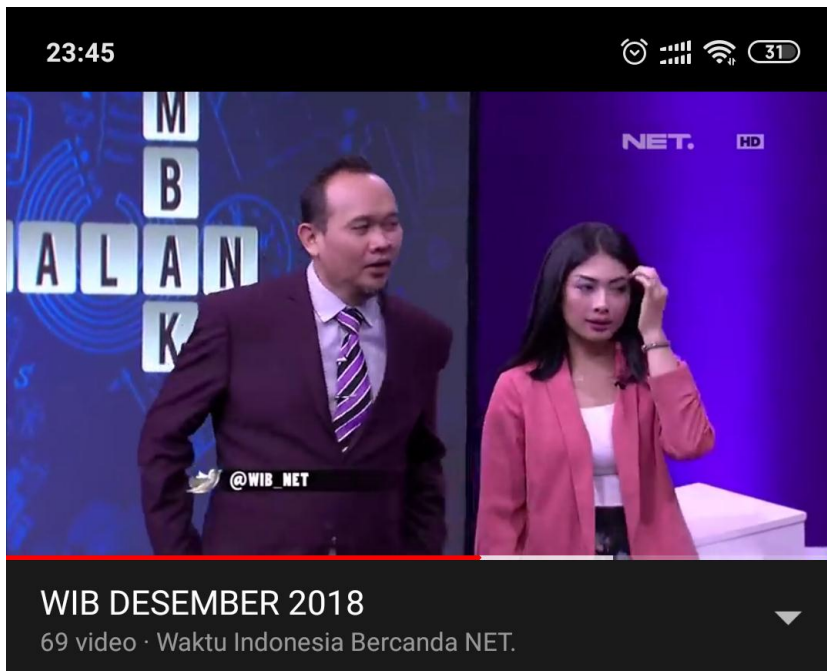 23:45
31
NET. HD
M
B
ALAN
K
@WIB_NET
WIB DESEMBER 2018
69 video · Waktu Indonesia Bercanda NET.